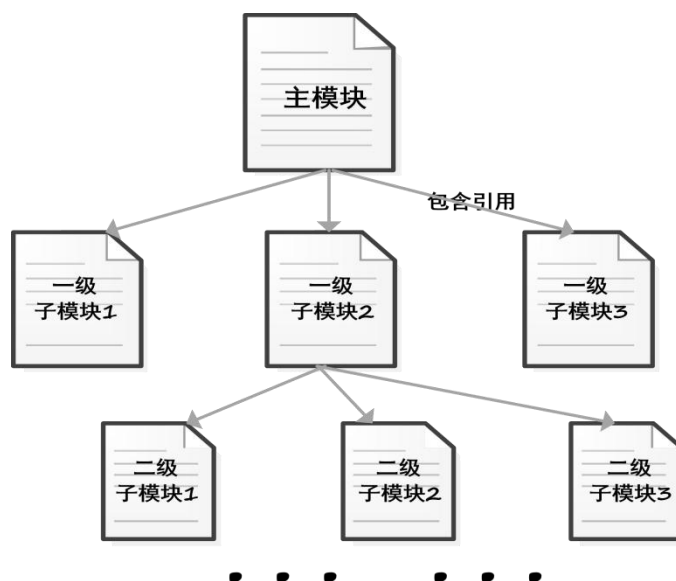 主模块
包含引用
一级
子模块1
一级
子模块2
一级
子模块3
二级
子模块1
二级
子模块2
二级
子模块3
. . . . . .